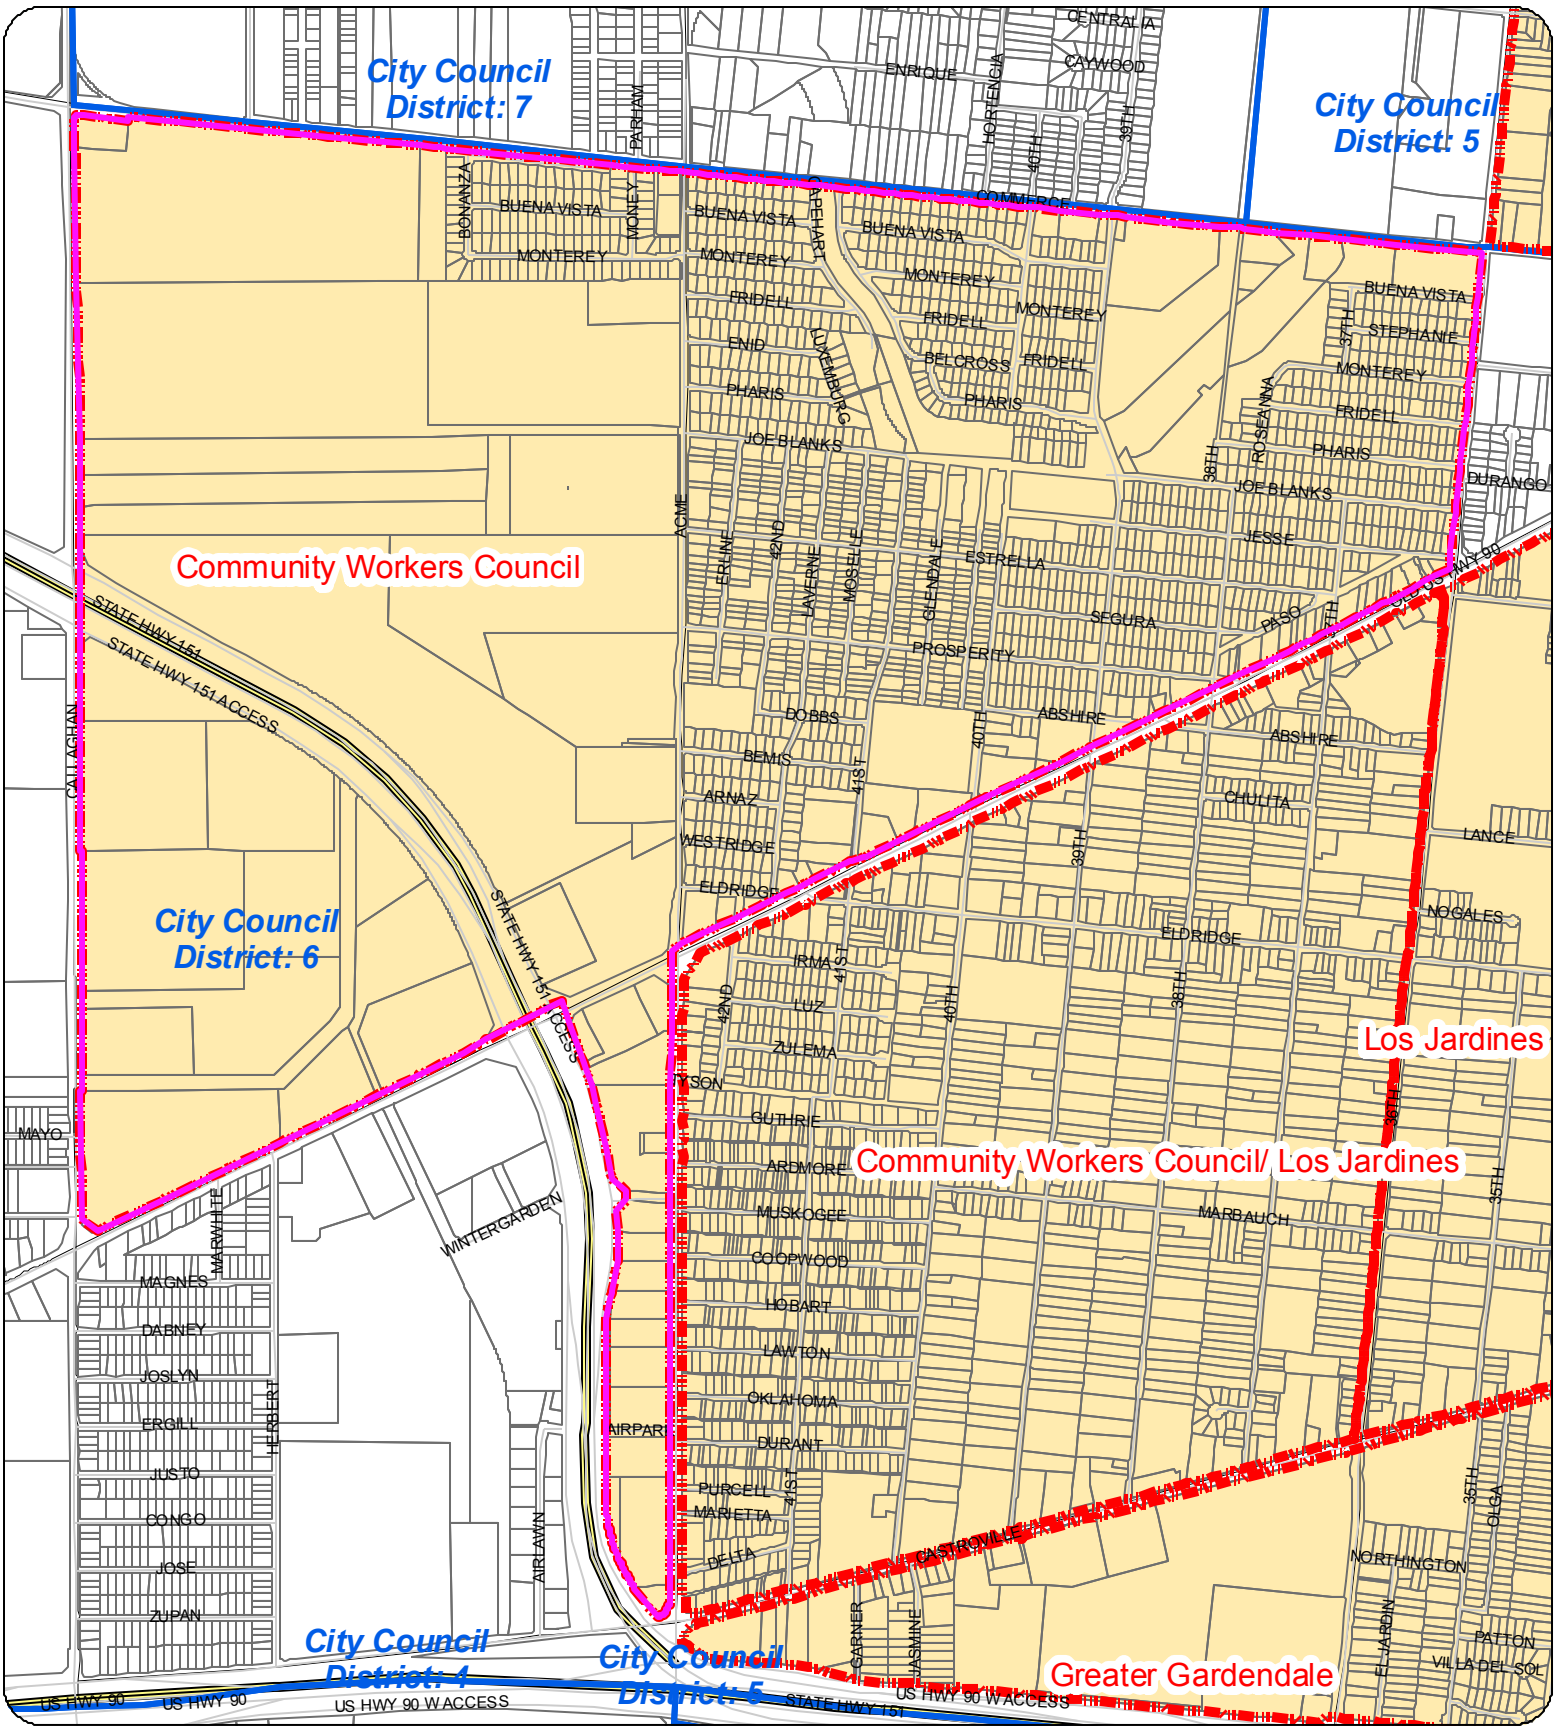 CENTRALIA
CAYWOOD
ENRIQUE
HORTENCIA
39TH
40TH
PARHAM
City Council
District: 7
City Council
District: 5
COMMERCE
CAPEHART
BONANZA
BUENA VISTA
MONEY
MONTEREY
BUENA VISTA
BUENA VISTA
MONTEREY
MONTEREY
FRIDELL
FRIDELL
MONTEREY
ENID
LUXEMBURG
BELCROSS
FRIDELL
PHARIS
PHARIS
JOE BLANKS
BUENA VISTA
37TH
STEPHANIE
MONTEREY
ROSEANNA
FRIDELL
PHARIS
38TH
JOE BLANKS
DURANGO
JESSE
ACME
ERLINE
42ND
LAVERNE
MOSELLE
GLENDALE
ESTRELLA
OLD US HWY 90
Community Workers Council
STATE HWY 151
STATE HWY 151 ACCESS
SEGURA
PASO
37TH
PROSPERITY
CALLAGHAN
DOBBS
40TH
ABSHIRE
ABSHIRE
BEMIS
41ST
ARNAZ
CHULITA
WESTRIDGE
39TH
LANCE
ELDRIDGE
NOGALES
City Council
District: 6
STATE HWY 151 ACCESS
ELDRIDGE
IRMA
41ST
42ND
LUZ
40TH
38TH
ZULEMA
Los Jardines
TYSON
36TH
GUTHRIE
MAYO
ARDMORE
Community Workers Council/ Los Jardines
35TH
MARWHITE
WINTERGARDEN
MUSKOGEE
MARBAUCH
COOPWOOD
MAGNES
HOBART
DABNEY
LAWTON
JOSLYN
HERBERT
OKLAHOMA
ERGILL
DURANT
JUSTO
PURCELL
41ST
MARIETTA
35TH
OLGA
CONGO
AIRLAWN
DELTA
CASTROVILLE
NORTHINGTON
JOSE
ZUPAN
GARNER
JASMINE
EL JARDIN
PATTON
VILLA DEL SOL
City Council
District: 4
City Council
District: 5
Greater Gardendale
US HWY 90
US HWY 90
US HWY 90 W ACCESS
STATE HWY 151
US HWY 90 W ACCESS